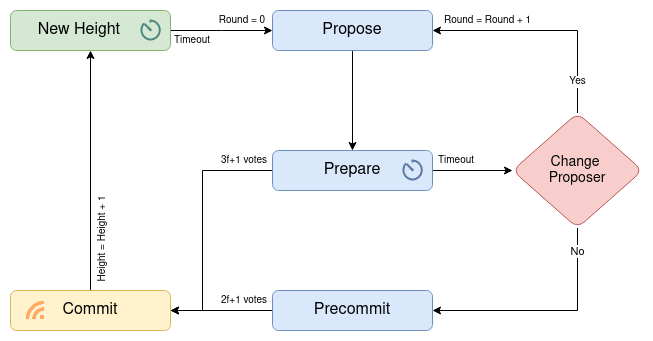 New Height
Round = 0
Timeout
Propose
Round = Round + 1
Yes
3f+1 votes
Prepare
Timeout
Change
Proposer
Height = Height + 1
No
Commit
2f+1 votes
Precommit